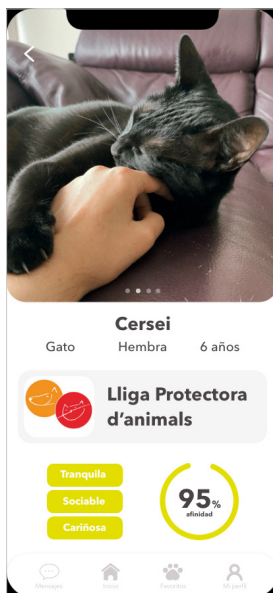 Cersei
Gato Hembra 6 años
Lliga Protectora
d'animals
Tranquila
Sociable
Cariñosa
95%
afinidad
Mensajes Inicio Favoritos Mi perfil